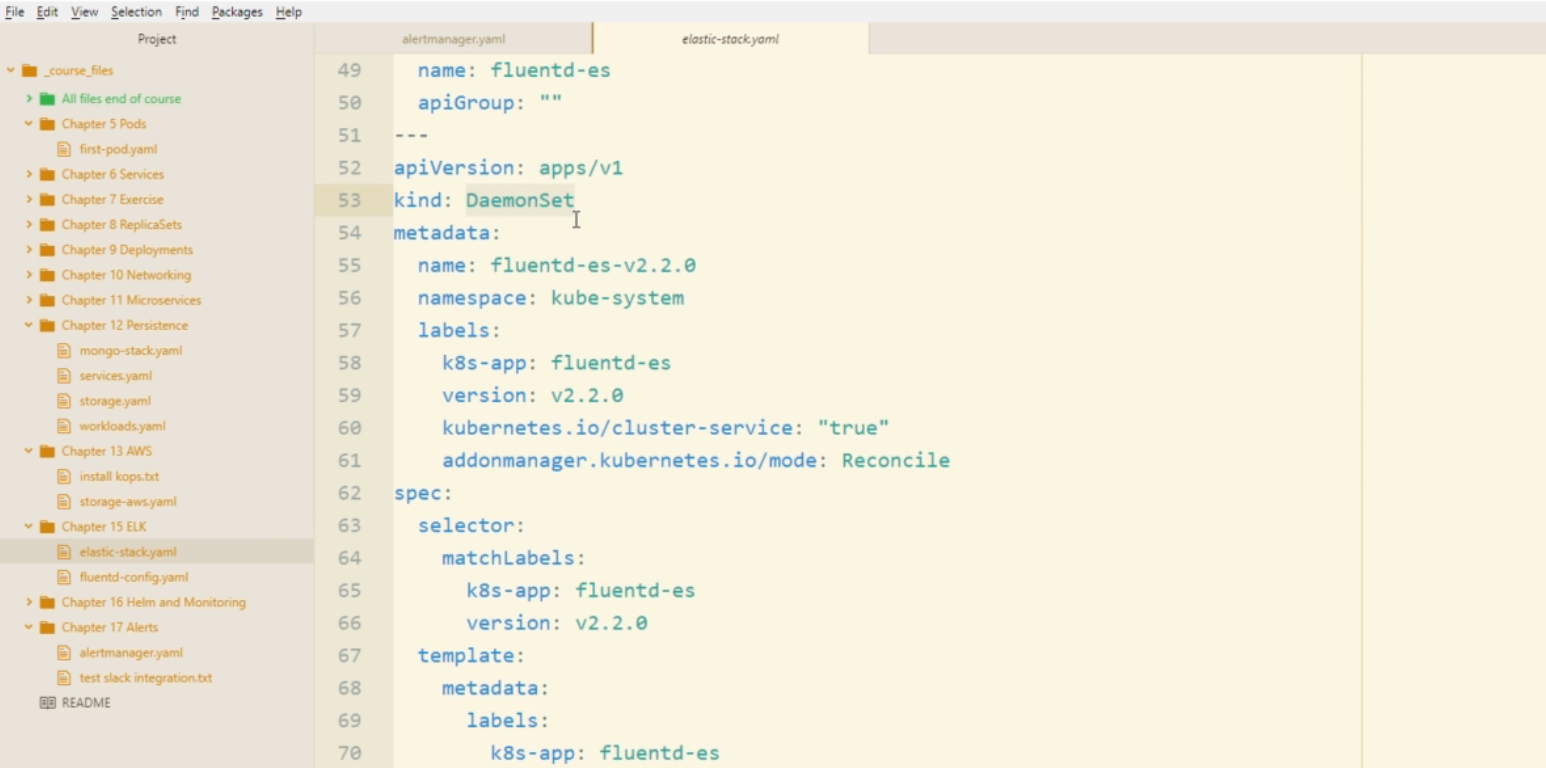 File Edit View Selection Find Packages Help
Project
_course_files
All files end of course
Chapter 5 Pods
first-pod.yaml
Chapter 6 Services
Chapter 7 Exercise
Chapter 8 ReplicaSets
Chapter 9 Deployments
Chapter 10 Networking
Chapter 11 Microservices
Chapter 12 Persistence
mongo-stack.yaml
services.yaml
storage.yaml
workloads.yaml
Chapter 13 AWS
install kops.txt
storage-aws.yaml
Chapter 15 ELK
elastic-stack.yaml
fluentd-config.yaml
Chapter 16 Helm and Monitoring
Chapter 17 Alerts
alertmanager.yaml
test slack integration.txt
README
alertmanager.yaml elastic-stack.yaml
49   name: fluentd-es
50   apiGroup: ""
51 ---
52 apiVersion: apps/v1
53 kind: DaemonSet
54 metadata:
55   name: fluentd-es-v2.2.0
56   namespace: kube-system
57   labels:
58     k8s-app: fluentd-es
59     version: v2.2.0
60     kubernetes.io/cluster-service: "true"
61     addonmanager.kubernetes.io/mode: Reconcile
62 spec:
63   selector:
64     matchLabels:
65       k8s-app: fluentd-es
66       version: v2.2.0
67   template:
68     metadata:
69       labels:
70         k8s-app: fluentd-es